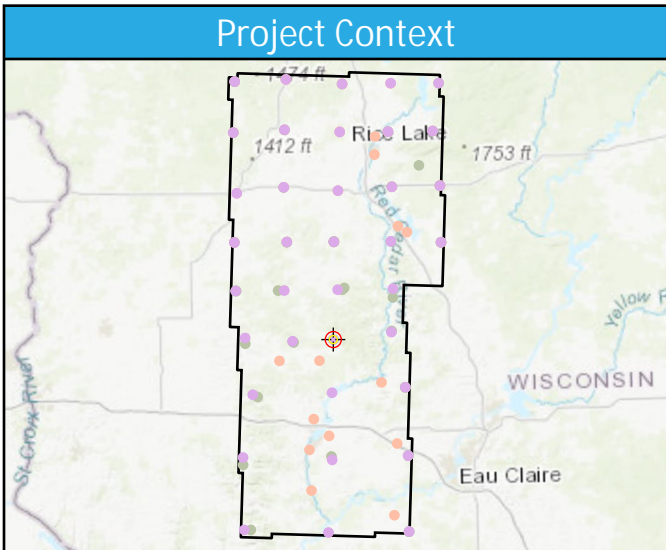 Project Context
1474 ft
Rice Lake
1412 ft
1753 ft
Red Cedar River
Yellow R
WISCONSIN
St Croix River
Eau Claire